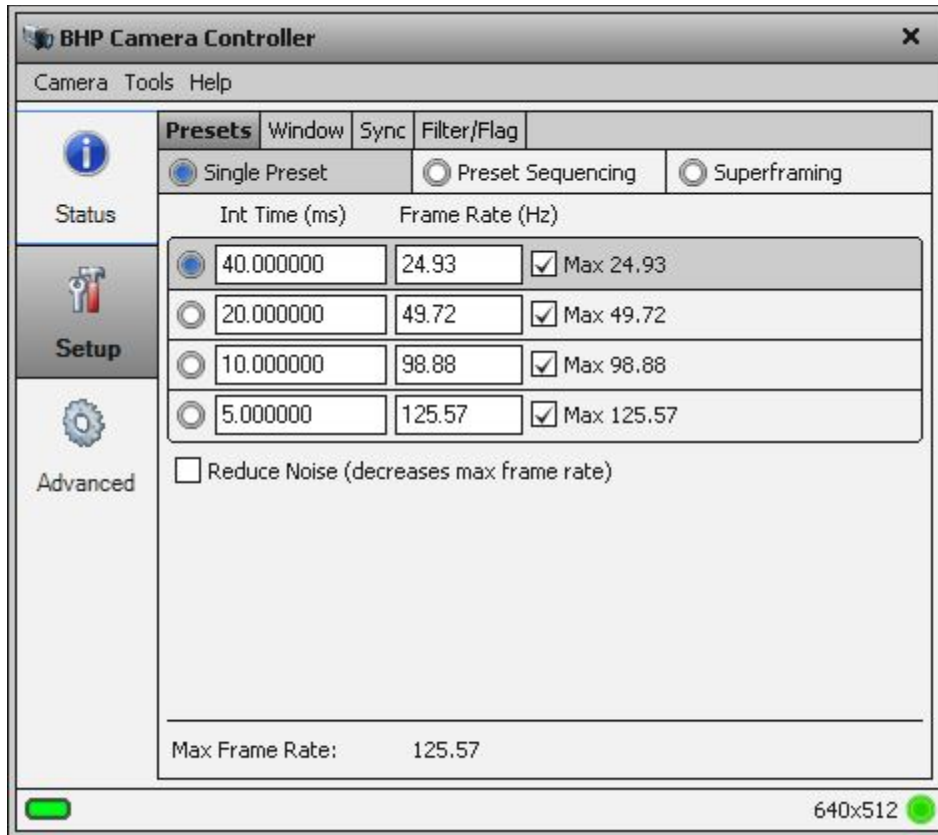 BHP Camera Controller
Camera Tools Help
Presets Window Sync Filter/Flag
Single Preset Preset Sequencing Superframing
Status
Int Time (ms) Frame Rate (Hz)
40.000000 24.93 Max 24.93
20.000000 49.72 Max 49.72
Setup
10.000000 98.88 Max 98.88
5.000000 125.57 Max 125.57
Advanced
Reduce Noise (decreases max frame rate)
Max Frame Rate: 125.57
640x512